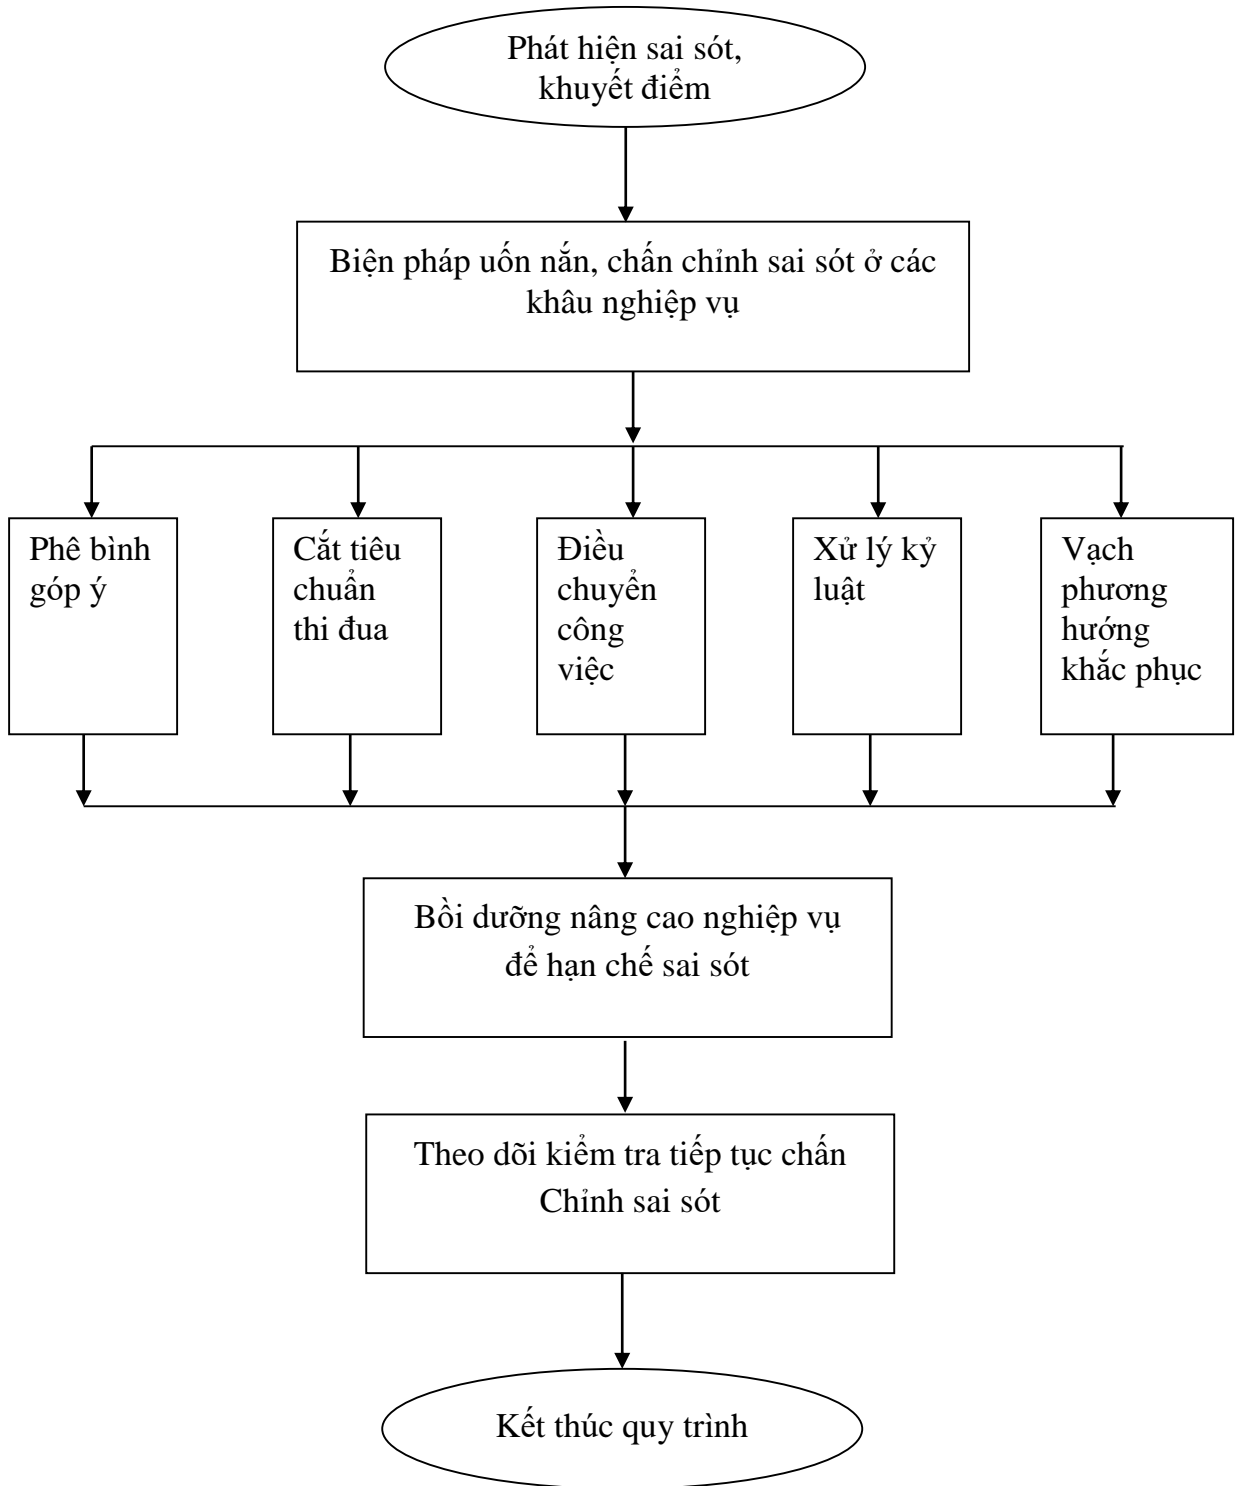 Phát hiện sai sót,
khuyết điểm
Biện pháp uốn nắn, chấn chỉnh sai sót ở các
khâu nghiệp vụ
Phê bình
góp ý
Cắt tiêu
chuẩn
thi đua
Điều
chuyển
công
việc
Xử lý kỷ
luật
Vạch
phương
hướng
khắc phục
Bồi dưỡng nâng cao nghiệp vụ
để hạn chế sai sót
Theo dõi kiểm tra tiếp tục chấn
Chỉnh sai sót
Kết thúc quy trình